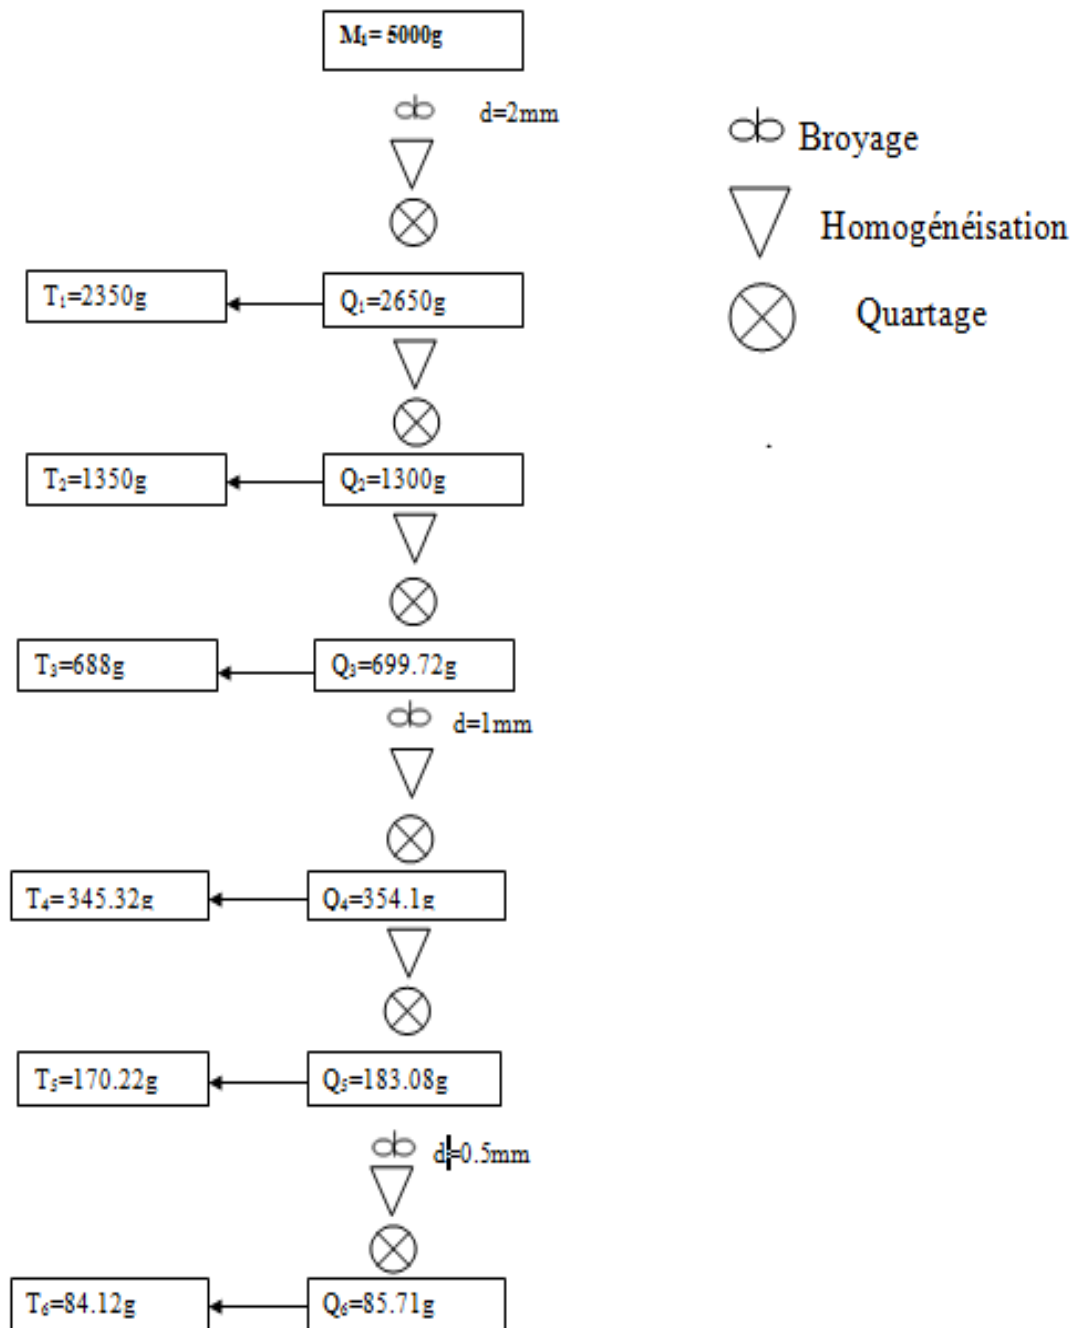 M₁= 5000g
d=2mm
Broyage
Homogénéisation
Quartage
T₁=2350g
Q₁=2650g
T₂=1350g
Q₂=1300g
T₃=688g
Q₃=699.72g
d=1mm
T₄=345.32g
Q₄=354.1g
T₅=170.22g
Q₅=183.08g
d=0.5mm
T₆=84.12g
Q₆=85.71g